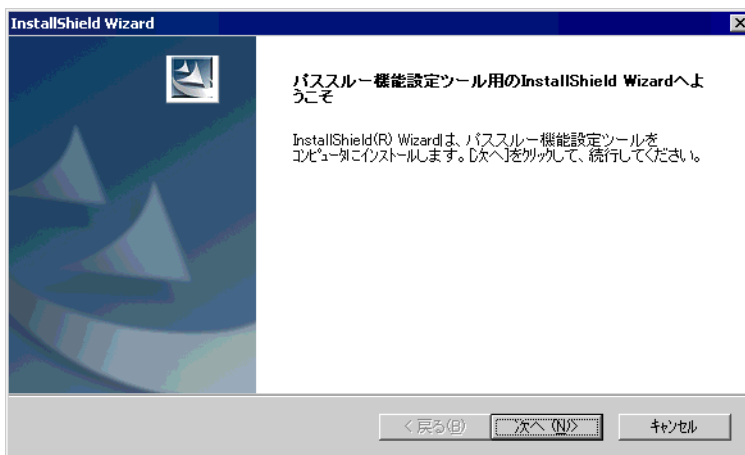 InstallShield Wizard
パススルー機能設定ツール用のInstallShield Wizardへよ
うこそ
InstallShield(R) Wizardは、パススルー機能設定ツールを
コンピュータにインストールします。[次へ]をクリックして、続行してください。
< 戻る(B)
次へ (N)>
キャンセル